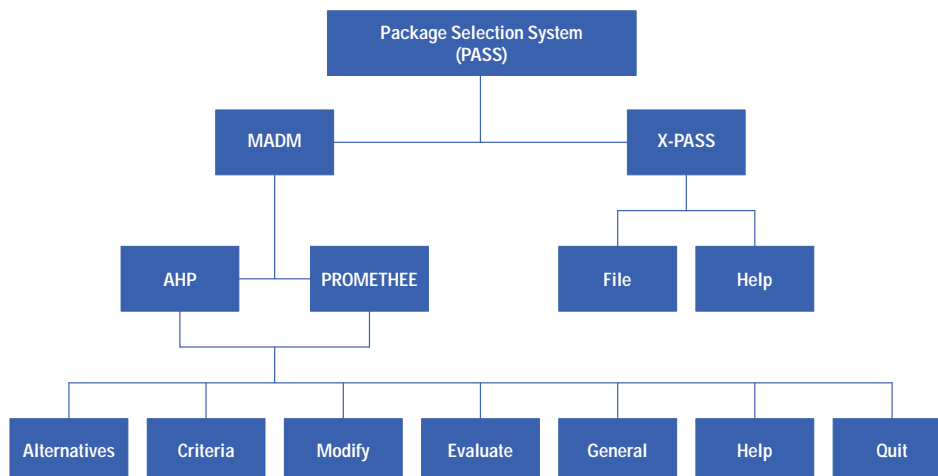 Package Selection System
(PASS)
MADM
X-PASS
AHP
PROMETHEE
File
Help
Alternatives
Criteria
Modify
Evaluate
General
Help
Quit